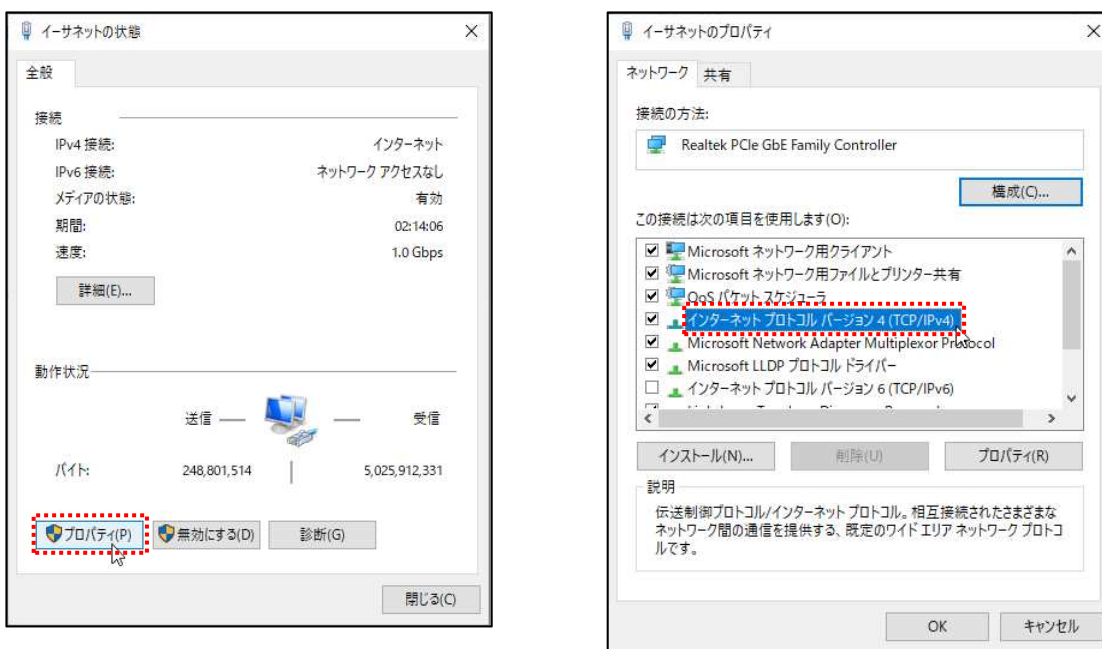 イーサネットの状態
全般
接続
IPv4 接続: インターネット
IPv6 接続: ネットワーク アクセスなし
メディアの状態: 有効
期間: 02:14:06
速度: 1.0 Gbps
詳細(E)...
動作状況
送信 受信
バイト: 248,801,514 5,025,912,331
プロパティ(P) 無効にする(D) 診断(G)
閉じる(C)
イーサネットのプロパティ
ネットワーク 共有
接続の方法:
Realtek PCIe GbE Family Controller
構成(C)...
この接続は次の項目を使用します(O):
Microsoft ネットワーク用クライアント
Microsoft ネットワーク用ファイルとプリンター共有
QoS パケット スケジューラ
インターネット プロトコル バージョン 4 (TCP/IPv4)
Microsoft Network Adapter Multiplexor Protocol
Microsoft LLDP プロトコル ドライバー
インターネット プロトコル バージョン 6 (TCP/IPv6)
インストール(N)... 削除(U) プロパティ(R)
説明
伝送制御プロトコル/インターネット プロトコル。相互接続されたさまざまな
ネットワーク間の通信を提供する、既定のワイド エリア ネットワーク プロトコ
ルです。
OK キャンセル